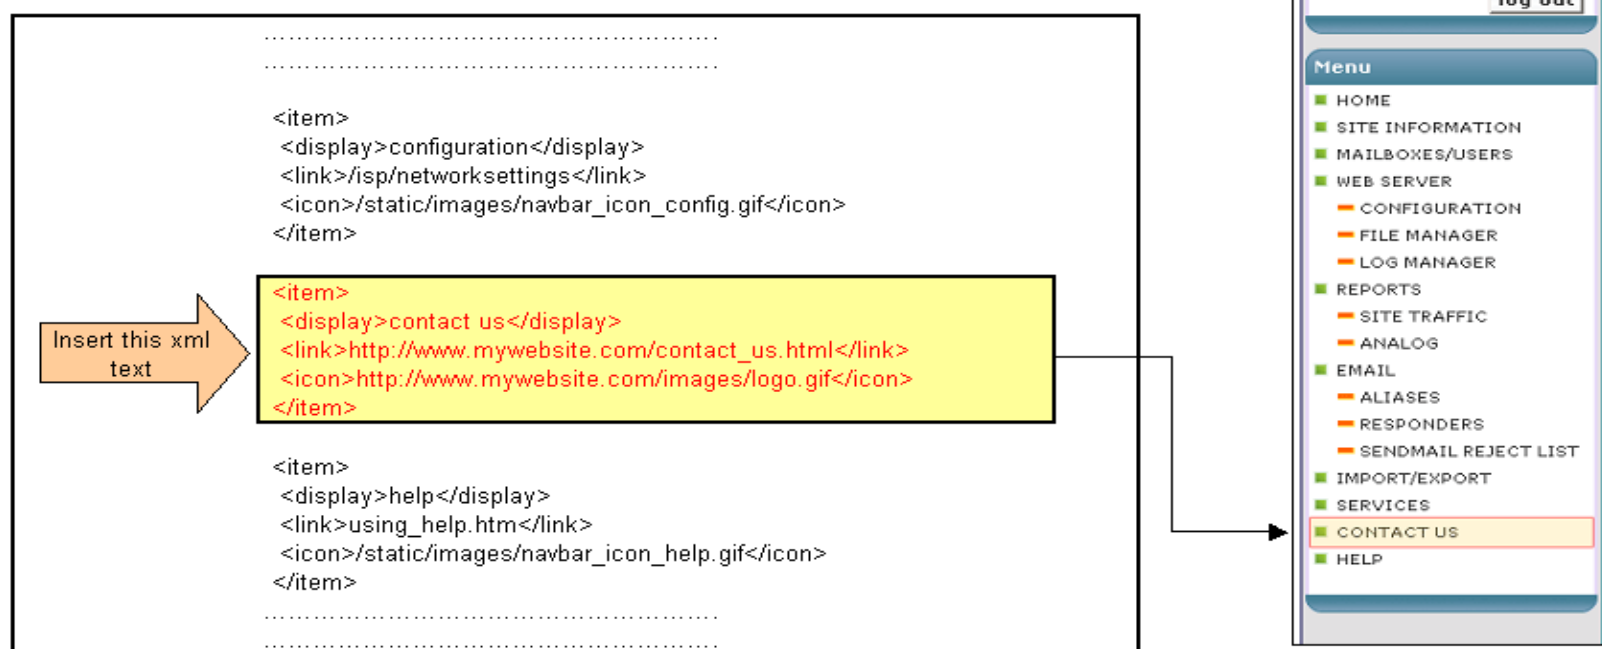 ……………………………………………….
……………………………………………….
<item>
<display>configuration</display>
<link>/isp/networksettings</link>
<icon>/static/images/navbar_icon_config.gif</icon>
</item>
Insert this xml
text
<item>
<display>contact us</display>
<link>http://www.mywebsite.com/contact_us.html</link>
<icon>http://www.mywebsite.com/images/logo.gif</icon>
</item>
<item>
<display>help</display>
<link>using_help.htm</link>
<icon>/static/images/navbar_icon_help.gif</icon>
</item>
……………………………………………….
……………………………………………….
log out
Menu
HOME
SITE INFORMATION
MAILBOXES/USERS
WEB SERVER
CONFIGURATION
FILE MANAGER
LOG MANAGER
REPORTS
SITE TRAFFIC
ANALOG
EMAIL
ALIASES
RESPONDERS
SENDMAIL REJECT LIST
IMPORT/EXPORT
SERVICES
CONTACT US
HELP